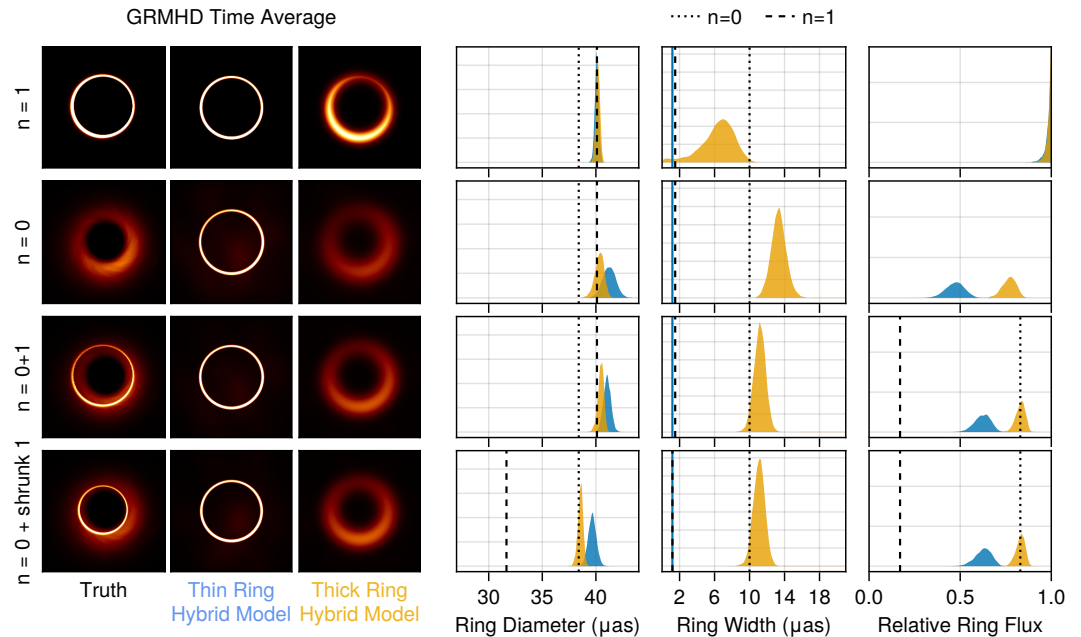 GRMHD Time Average
n=0 n=1
n = 1
n = 0
n = 0+1
n = 0 + shrunk 1
Truth
Thin Ring
Hybrid Model
Thick Ring
Hybrid Model
30 35 40
Ring Diameter (μas)
2 6 10 14 18
Ring Width (μas)
0.0 0.5 1.0
Relative Ring Flux